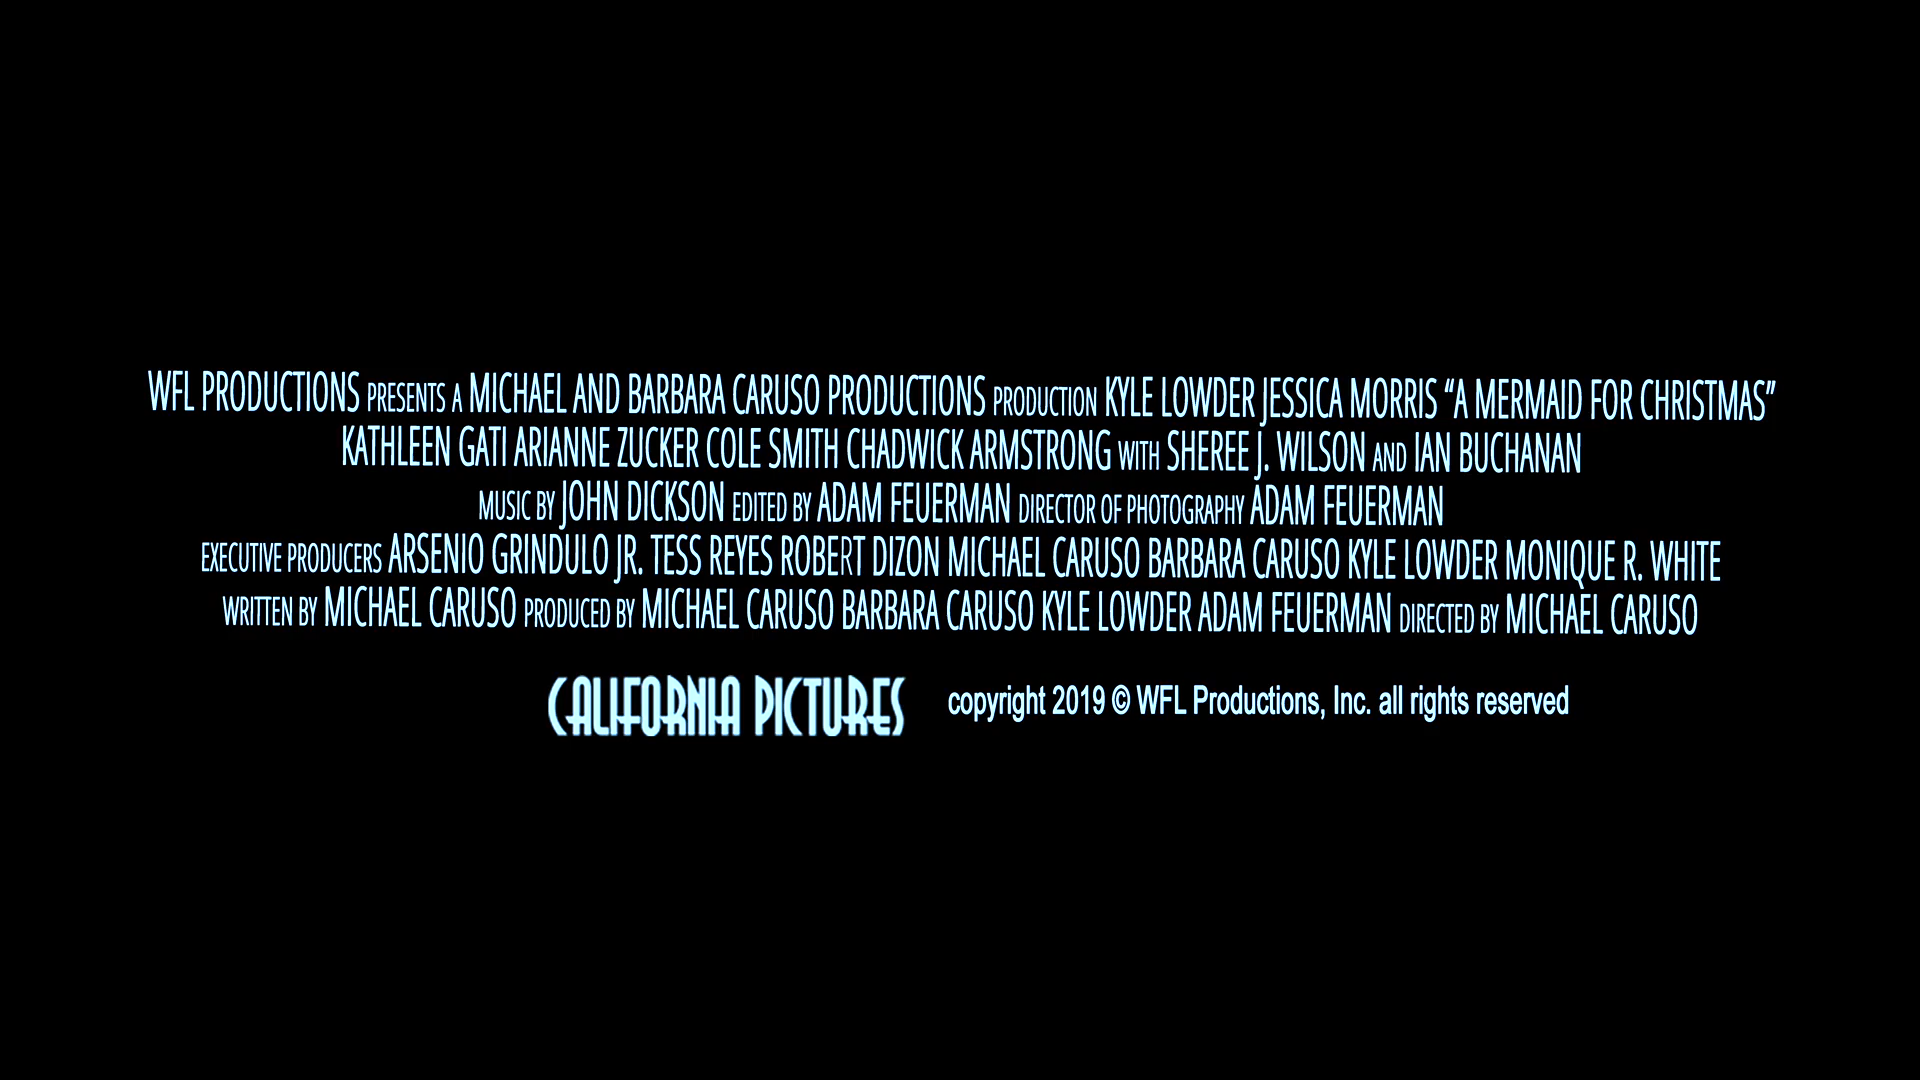 WFL PRODUCTIONS PRESENTS A MICHAEL AND BARBARA CARUSO PRODUCTIONS PRODUCTION KYLE LOWDER JESSICA MORRIS “A MERMAID FOR CHRISTMAS”
KATHLEEN GATI ARIANNE ZUCKER COLE SMITH CHADWICK ARMSTRONG WITH SHEREE J. WILSON AND IAN BUCHANAN
MUSIC BY JOHN DICKSON EDITED BY ADAM FEUERMAN DIRECTOR OF PHOTOGRAPHY ADAM FEUERMAN
EXECUTIVE PRODUCERS ARSENIO GRINDULO JR. TESS REYES ROBERT DIZON MICHAEL CARUSO BARBARA CARUSO KYLE LOWDER MONIQUE R. WHITE
WRITTEN BY MICHAEL CARUSO PRODUCED BY MICHAEL CARUSO BARBARA CARUSO KYLE LOWDER ADAM FEUERMAN DIRECTED BY MICHAEL CARUSO
CALIFORNIA PICTURES copyright 2019 © WFL Productions, Inc. all rights reserved